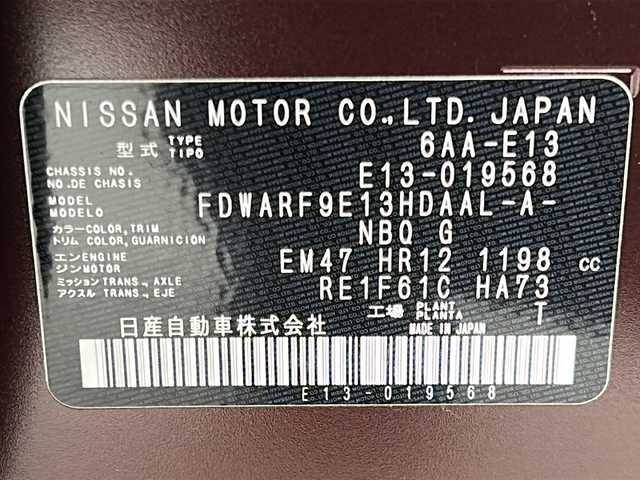 NISSAN MOTOR CO.,LTD. JAPAN
型式 TYPE TIPO 6AA-E13
CHASSIS NO. NO.DE CHASIS E13-019568
MODEL MODELO FDWARF9E13HDAAL-A-
カラー COLOR, TRIM トリム COLOR, GUARNICION NBQ G
エンジン ENGINE MOTOR EM47 HR12 1198 cc
ミッション TRANS., AXLE アクスル TRANS., EJE RE1F61C HA73
工場 PLANT PLANTA T
日産自動車株式会社 MADE IN JAPAN
E13-019568